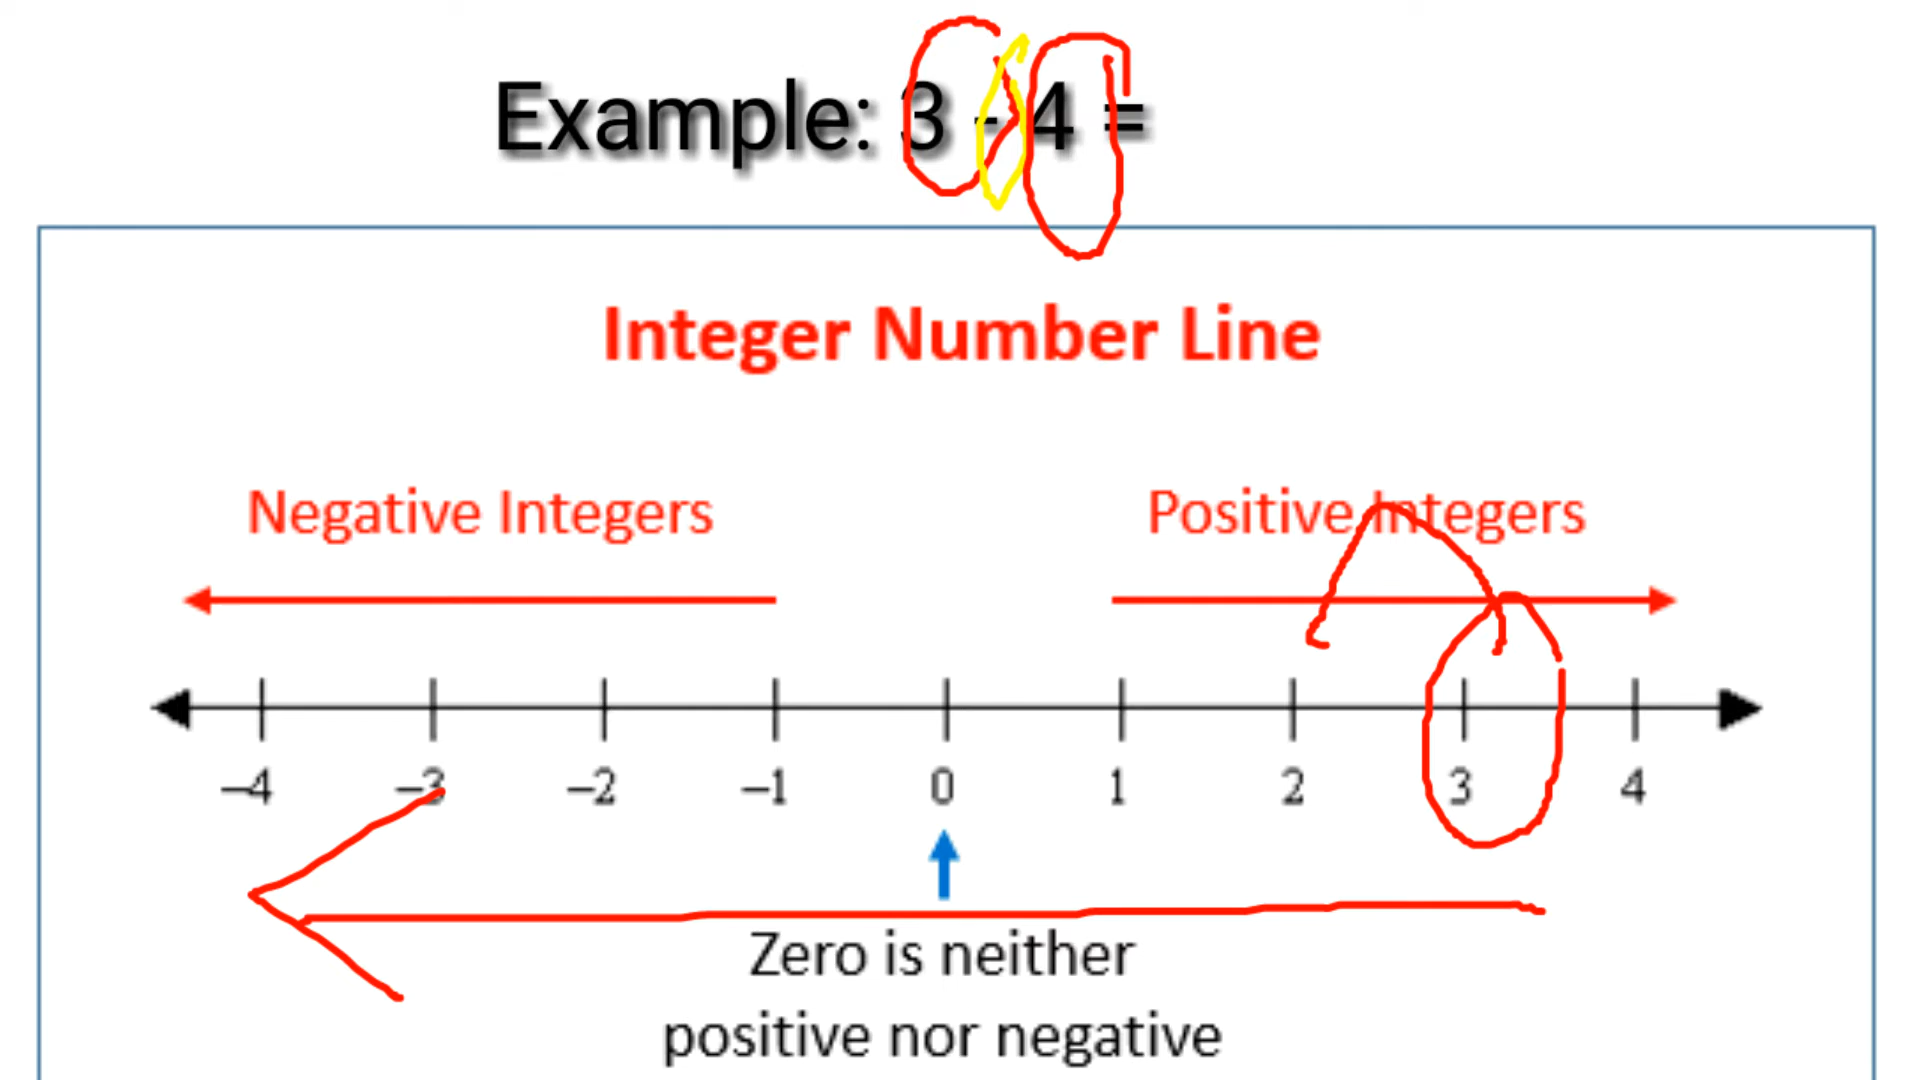 Example: 3 - 4 =
Integer Number Line
Negative Integers Positive Integers
–4 –3 –2 –1 0 1 2 3 4
Zero is neither
positive nor negative